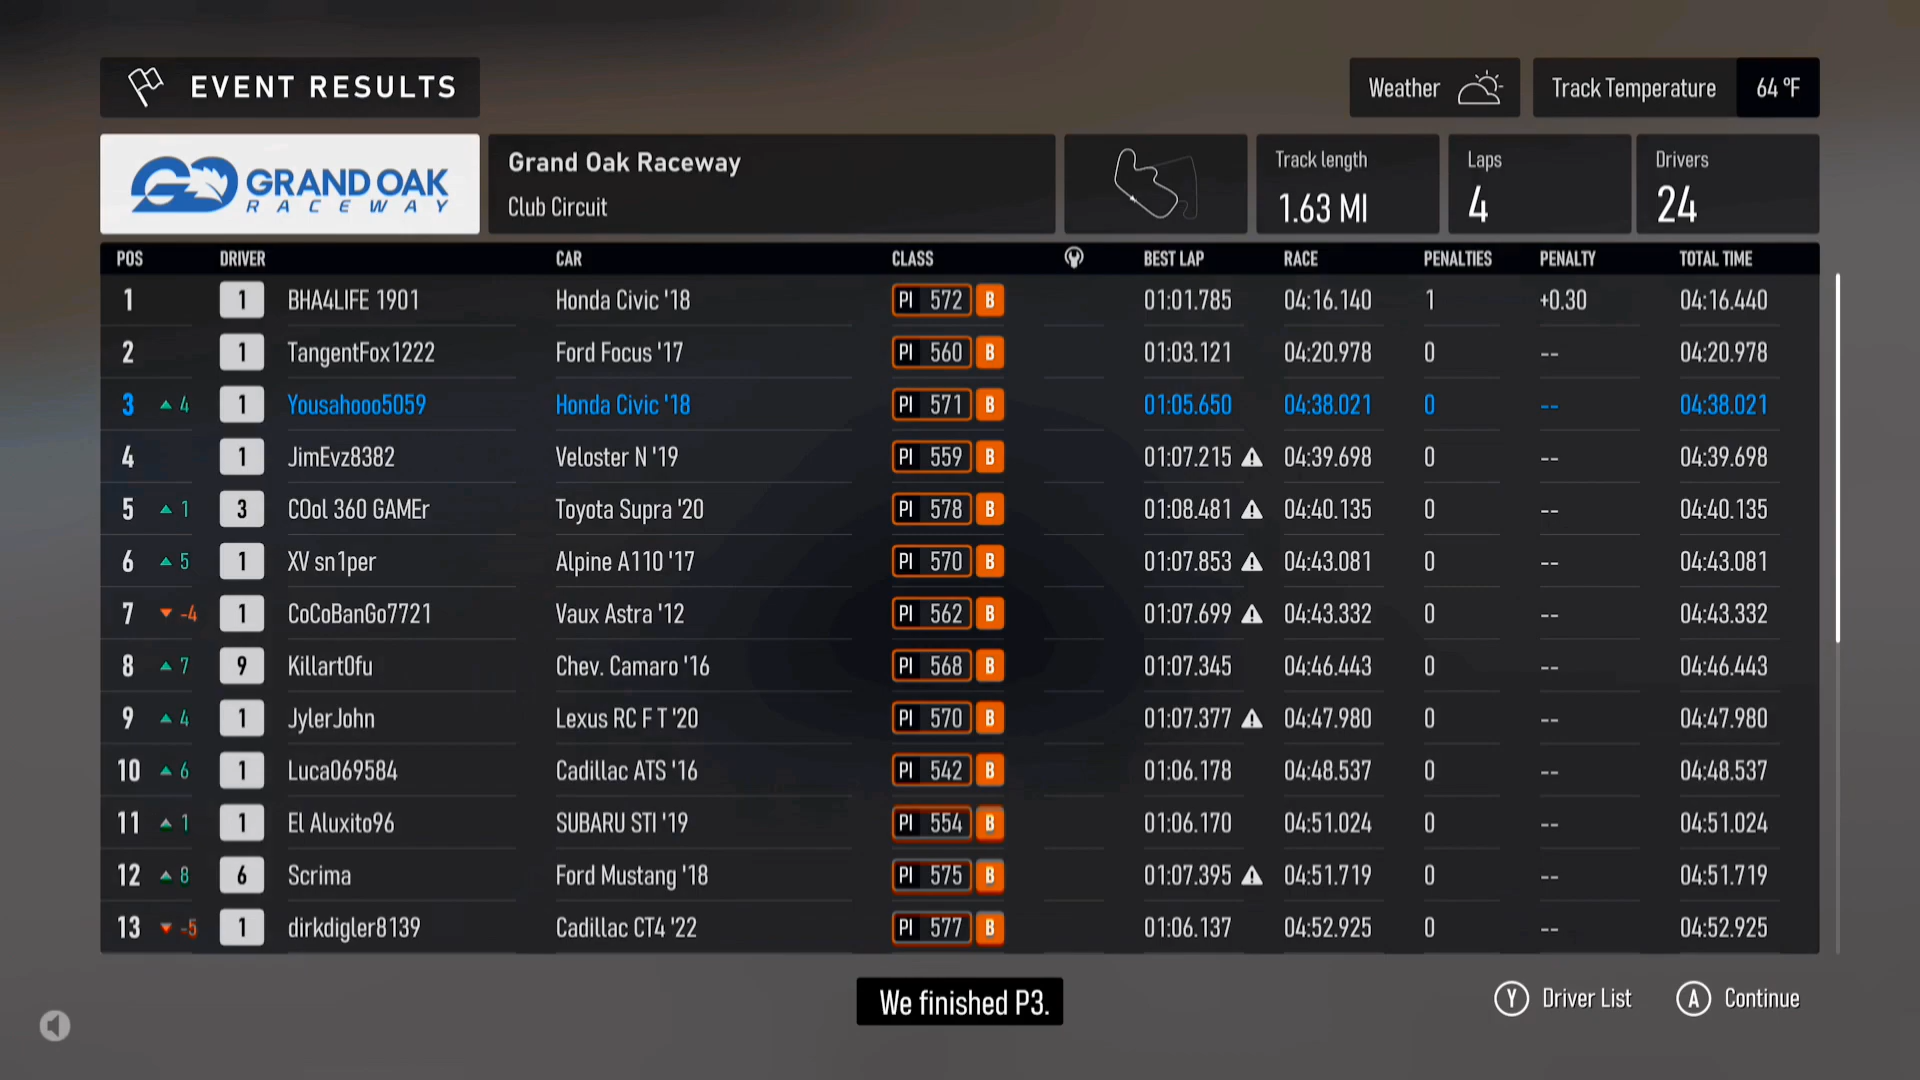 EVENT RESULTS
Weather
Track Temperature 64 ºF
GRAND OAK
RACEWAY
Grand Oak Raceway
Club Circuit
Track length
1.63 MI
Laps
4
Drivers
24
POS DRIVER CAR CLASS BEST LAP RACE PENALTIES PENALTY TOTAL TIME
1 1 BHA4LIFE 1901 Honda Civic '18 PI 572 B 01:01.785 04:16.140 1 +0.30 04:16.440
2 1 TangentFox1222 Ford Focus '17 PI 560 B 01:03.121 04:20.978 0 -- 04:20.978
3 4 1 Yousahooo5059 Honda Civic '18 PI 571 B 01:05.650 04:38.021 0 -- 04:38.021
4 1 JimEvz8382 Veloster N '19 PI 559 B 01:07.215 04:39.698 0 -- 04:39.698
5 1 3 COol 360 GAMEr Toyota Supra '20 PI 578 B 01:08.481 04:40.135 0 -- 04:40.135
6 5 1 XV sn1per Alpine A110 '17 PI 570 B 01:07.853 04:43.081 0 -- 04:43.081
7 -4 1 CoCoBanGo7721 Vaux Astra '12 PI 562 B 01:07.699 04:43.332 0 -- 04:43.332
8 7 9 KillartOfu Chev. Camaro '16 PI 568 B 01:07.345 04:46.443 0 -- 04:46.443
9 4 1 JylerJohn Lexus RC F T '20 PI 570 B 01:07.377 04:47.980 0 -- 04:47.980
10 6 1 Luca069584 Cadillac ATS '16 PI 542 B 01:06.178 04:48.537 0 -- 04:48.537
11 1 1 El Aluxito96 SUBARU STI '19 PI 554 B 01:06.170 04:51.024 0 -- 04:51.024
12 8 6 Scrima Ford Mustang '18 PI 575 B 01:07.395 04:51.719 0 -- 04:51.719
13 -5 1 dirkdigler8139 Cadillac CT4 '22 PI 577 B 01:06.137 04:52.925 0 -- 04:52.925
We finished P3.
Y Driver List
A Continue